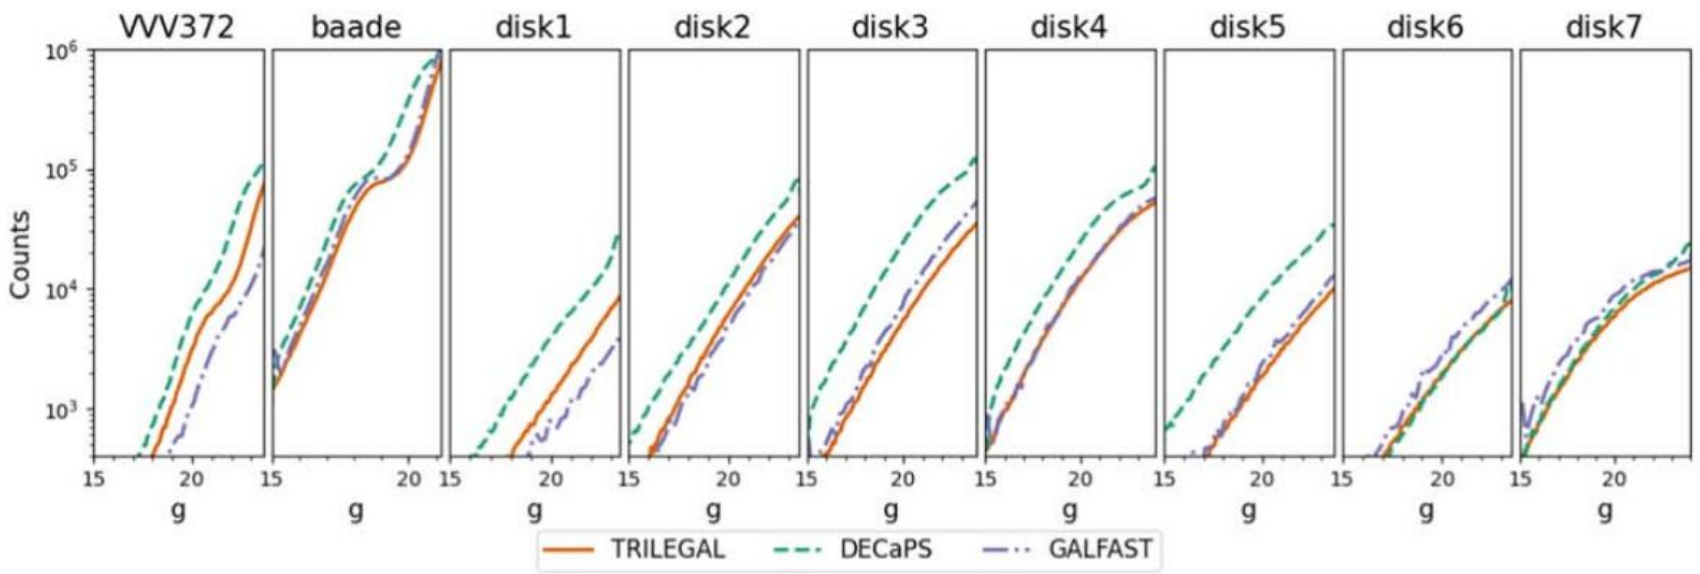 VVV372 baade disk1 disk2 disk3 disk4 disk5 disk6 disk7
10⁶
10⁵
10⁴
10³
Counts
15 20 15 20 15 20 15 20 15 20 15 20 15 20 15 20 15 20
g g g g g g g g g
TRILEGAL DECaPS GALFAST